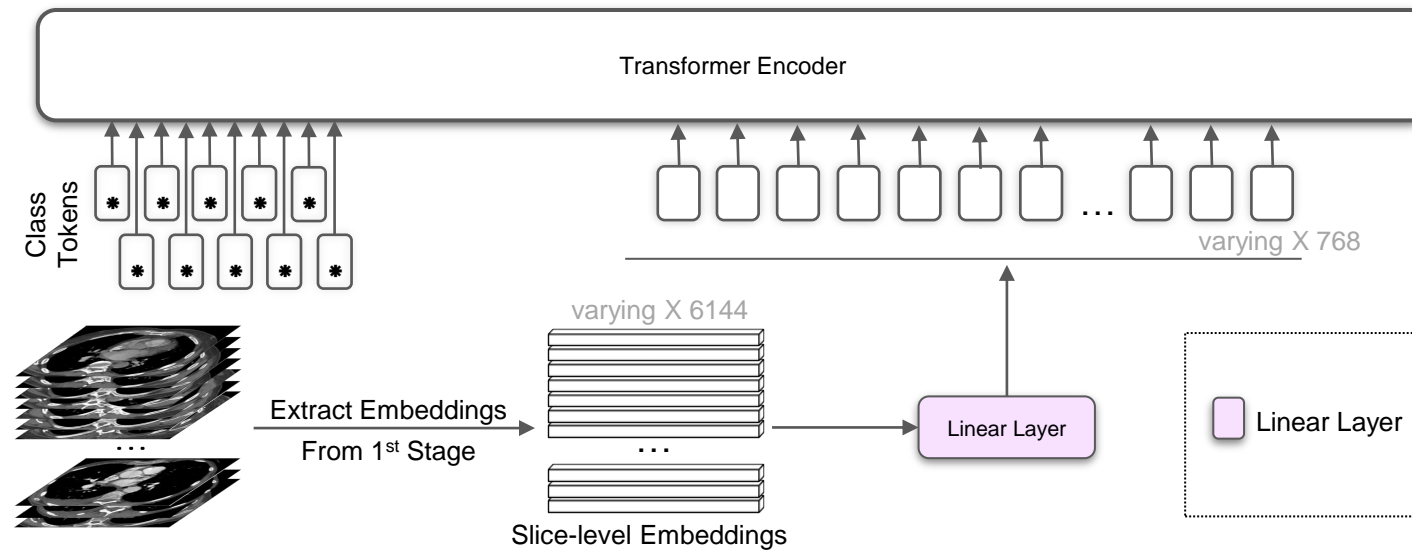 Transformer Encoder
Class
Tokens
* * * * *
* * * * *
...
varying X 768
varying X 6144
Extract Embeddings
From 1st Stage
...
...
Linear Layer
Linear Layer
Slice-level Embeddings